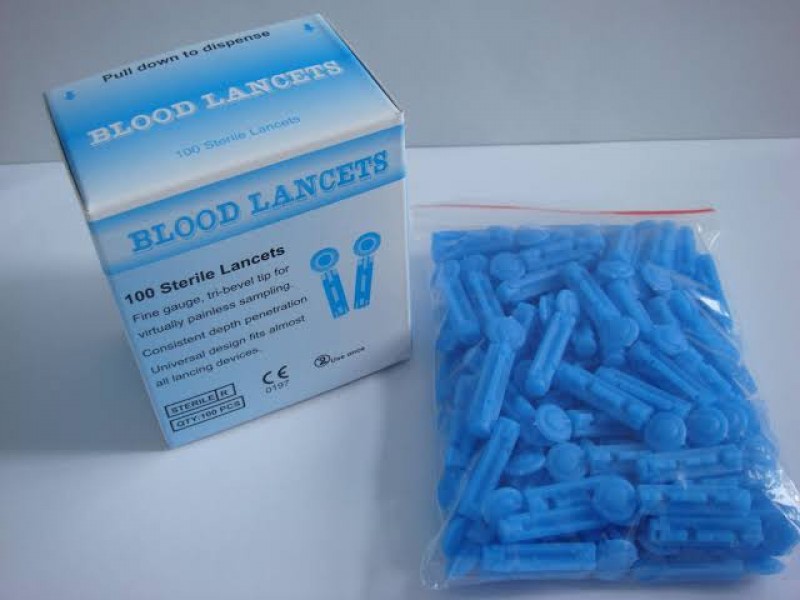 Pull down to dispense
BLOOD LANCETS
100 Sterile Lancets
BLOOD LANCETS
100 Sterile Lancets
Fine gauge, tri-bevel tip for
virtually painless sampling.
Consistent depth penetration
Universal design fits almost
all lancing devices.
STERILE R
QTY:100 PCS
CE
0197
2 Use once